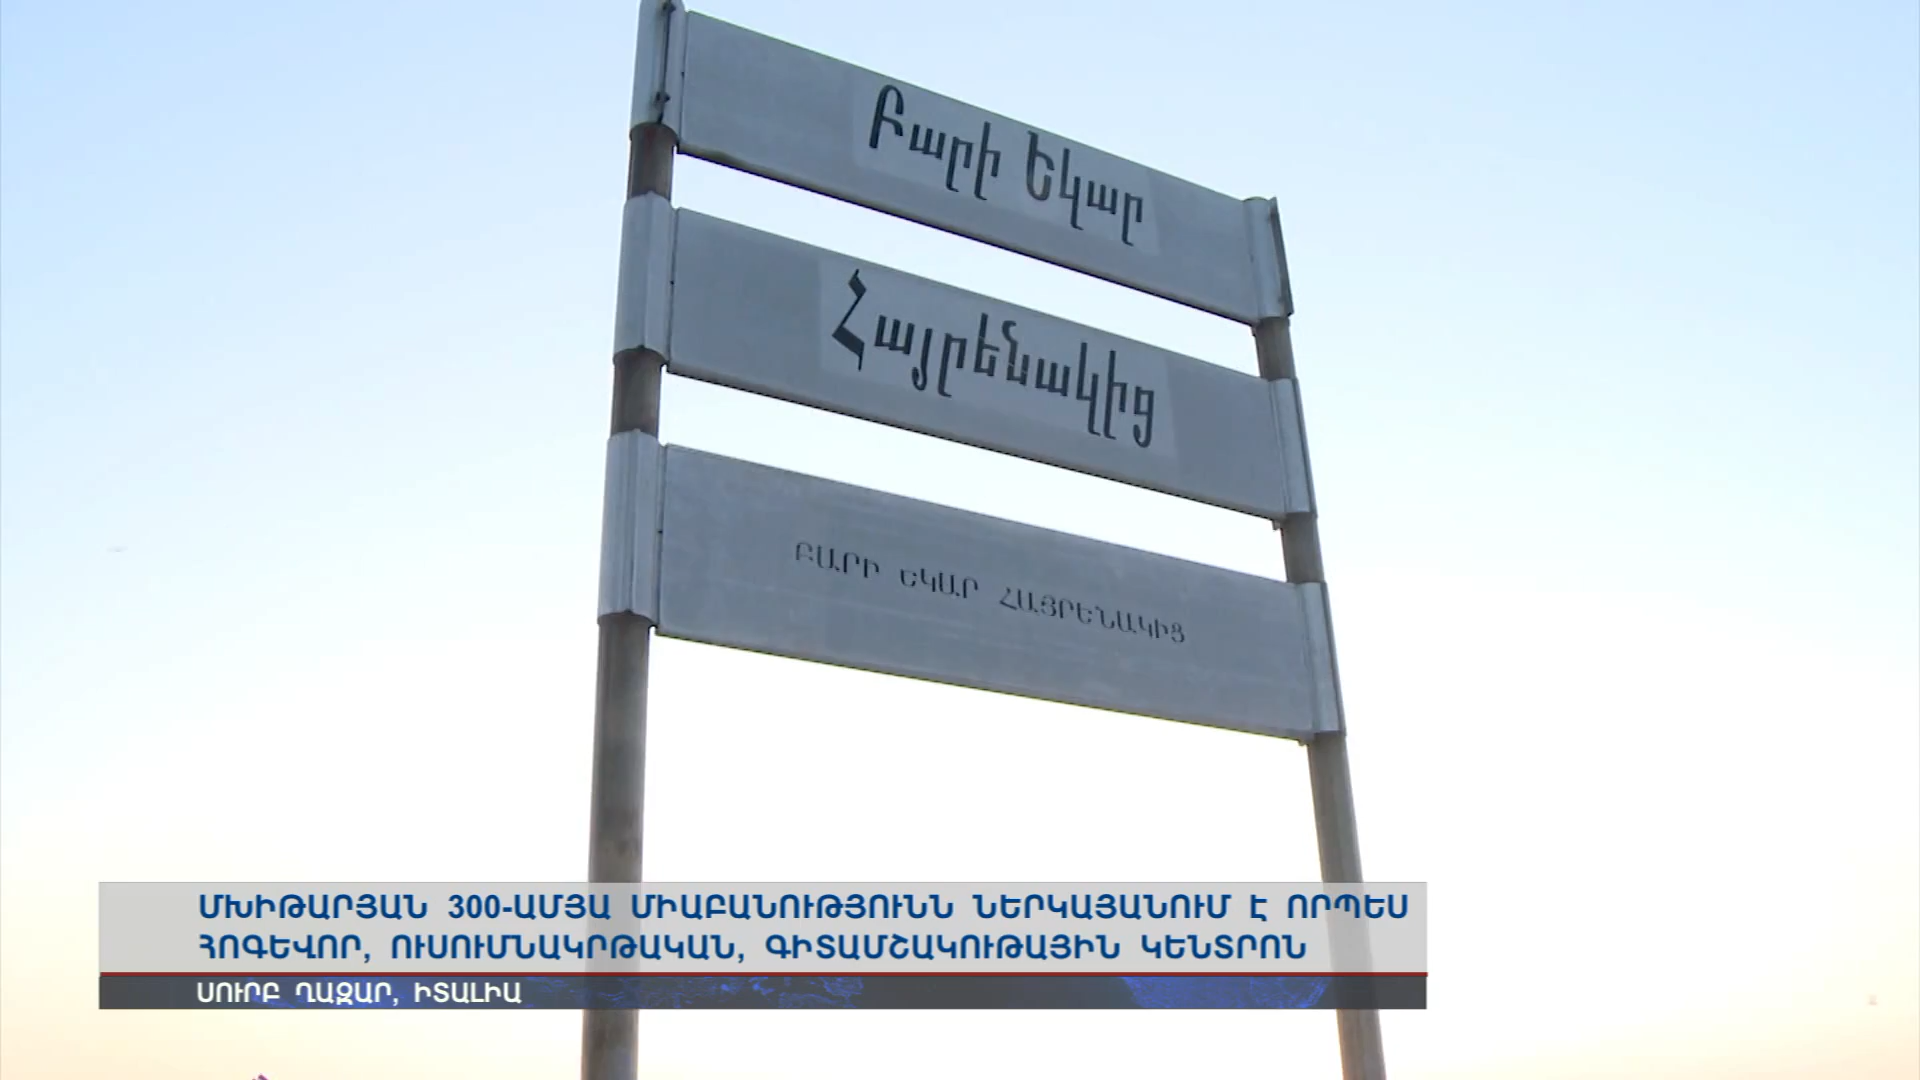 Բարի Եկար
Հայրենակից
ԲԱՐԻ ԵԿԱՐ ՀԱՅՐԵՆԱԿԻՑ
ՄԽԻԹԱՐՅԱՆ 300-ԱՄՅԱ ՄԻԱԲԱՆՈՒԹՅՈՒՆՆ ՆԵՐԿԱՅԱՆՈՒՄ Է ՈՐՊԵՍ
ՀՈԳԵՎՈՐ, ՈՒՍՈՒՄՆԱԿՐԹԱԿԱՆ, ԳԻՏԱՄՇԱԿՈՒԹԱՅԻՆ ԿԵՆՏՐՈՆ
ՍՈՒՐԲ ՂԱԶԱՐ, ԻՏԱԼԻԱ